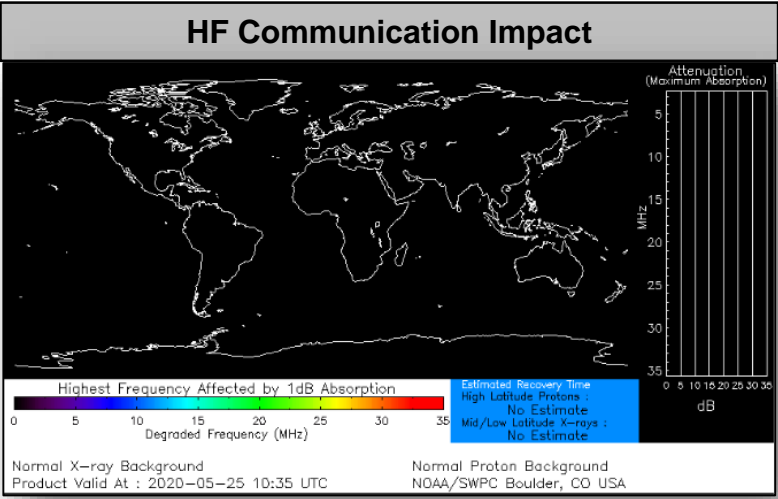 HF Communication Impact
Attenuation
(Maximum Absorption)
5
10
15
20
25
30
35
MHz
0 5 10 15 20 25 30 35
dB
Highest Frequency Affected by 1dB Absorption
0 5 10 15 20 25 30 35
Degraded Frequency (MHz)
Estimated Recovery Time
High Latitude Protons :
No Estimate
Mid/Low Latitude X-rays :
No Estimate
Normal X-ray Background
Normal Proton Background
Product Valid At : 2020-05-25 10:35 UTC
NOAA/SWPC Boulder, CO USA